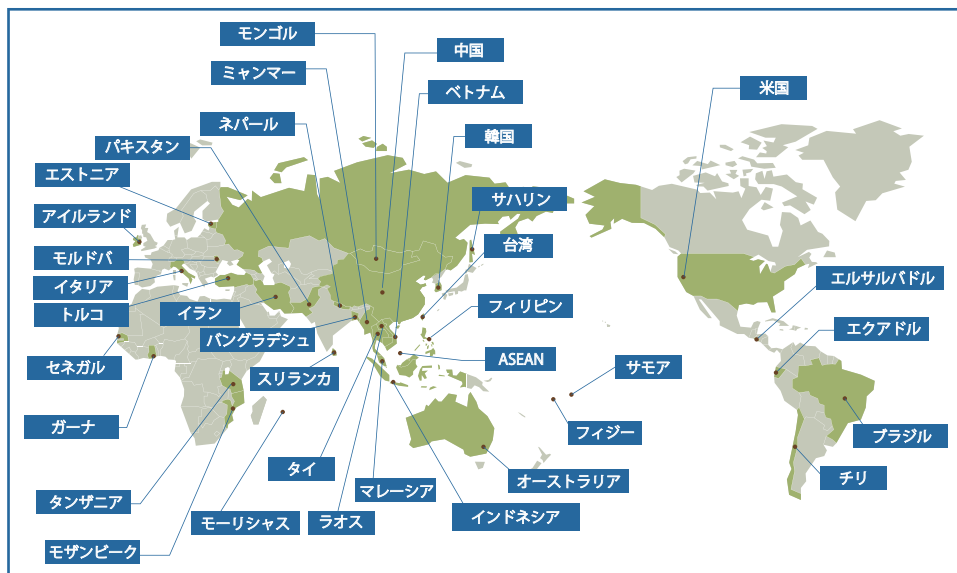 モンゴル
中国
ミャンマー
米国
ベトナム
ネパール
韓国
パキスタン
エストニア
サハリン
アイルランド
台湾
モルドバ
エルサルバドル
イタリア
トルコ
イラン
フィリピン
バングラデシュ
エクアドル
ASEAN
セネガル
スリランカ
サモア
ガーナ
フィジー
ブラジル
タイ
チリ
オーストラリア
マレーシア
タンザニア
モーリシャス
ラオス
インドネシア
モザンビーク